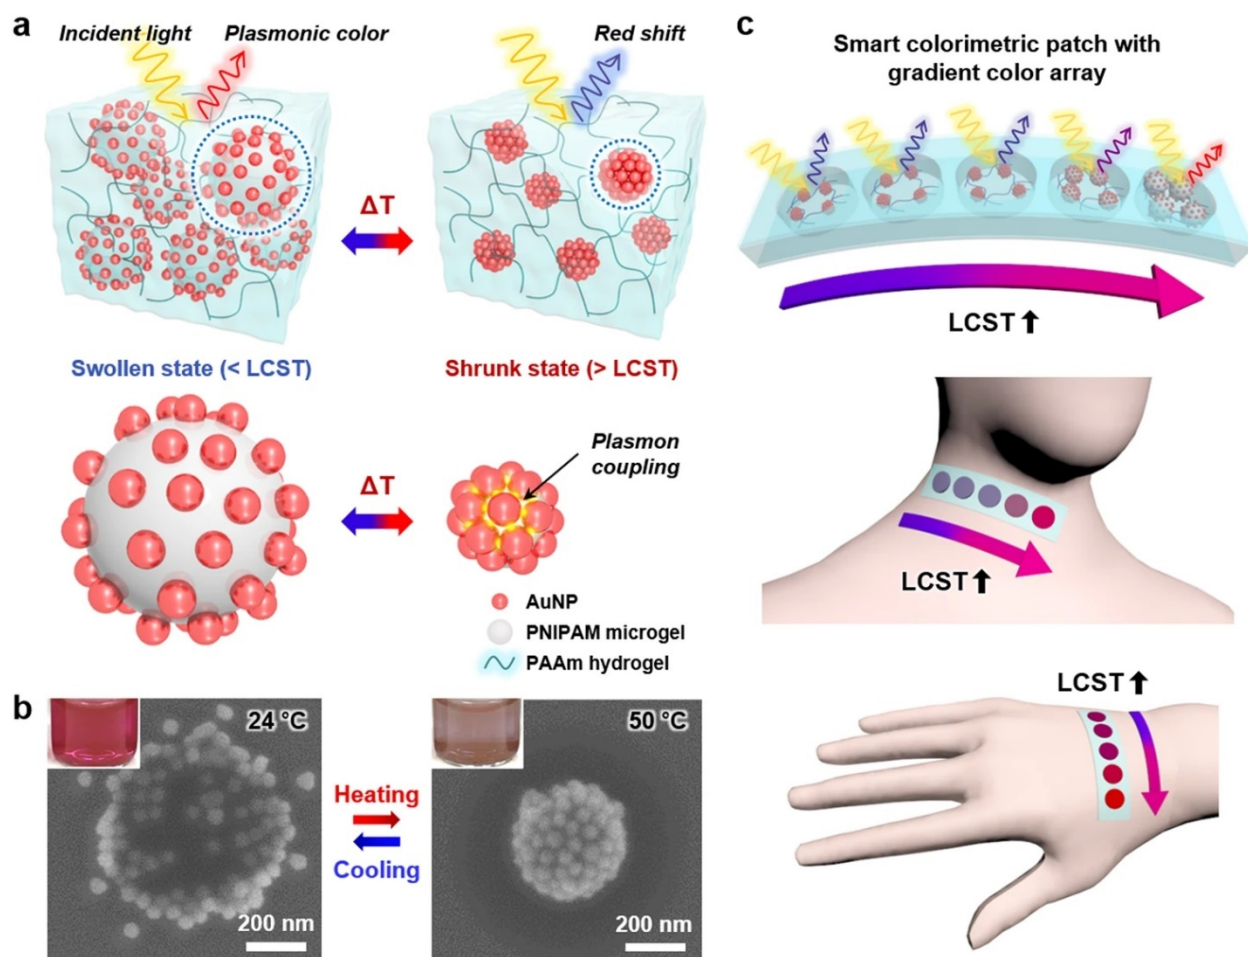 a
Incident light
Plasmonic color
Red shift
ΔT
Swollen state (< LCST)
Shrunk state (> LCST)
ΔT
Plasmon
coupling
AuNP
PNIPAM microgel
PAAm hydrogel
b
24 °C
200 nm
Heating
Cooling
50 °C
200 nm
c
Smart colorimetric patch with
gradient color array
LCST ⬆
LCST ⬆
LCST ⬆